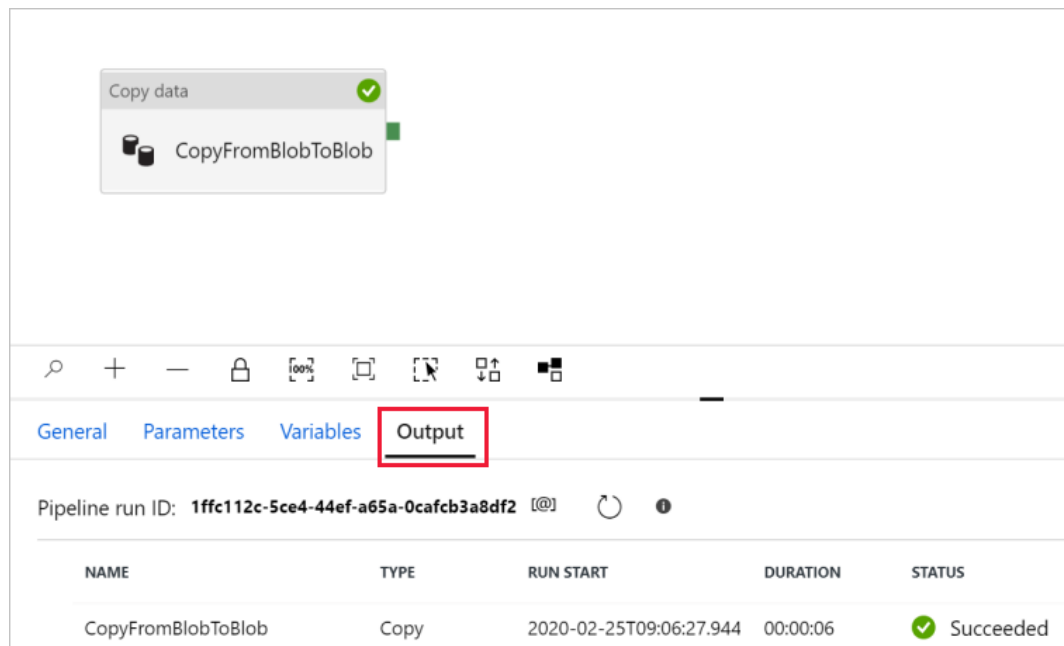 Copy data
CopyFromBlobToBlob
100%
General Parameters Variables Output
Pipeline run ID: 1ffc112c-5ce4-44ef-a65a-0cafcb3a8df2 [@]
NAME TYPE RUN START DURATION STATUS
CopyFromBlobToBlob Copy 2020-02-25T09:06:27.944 00:00:06 Succeeded